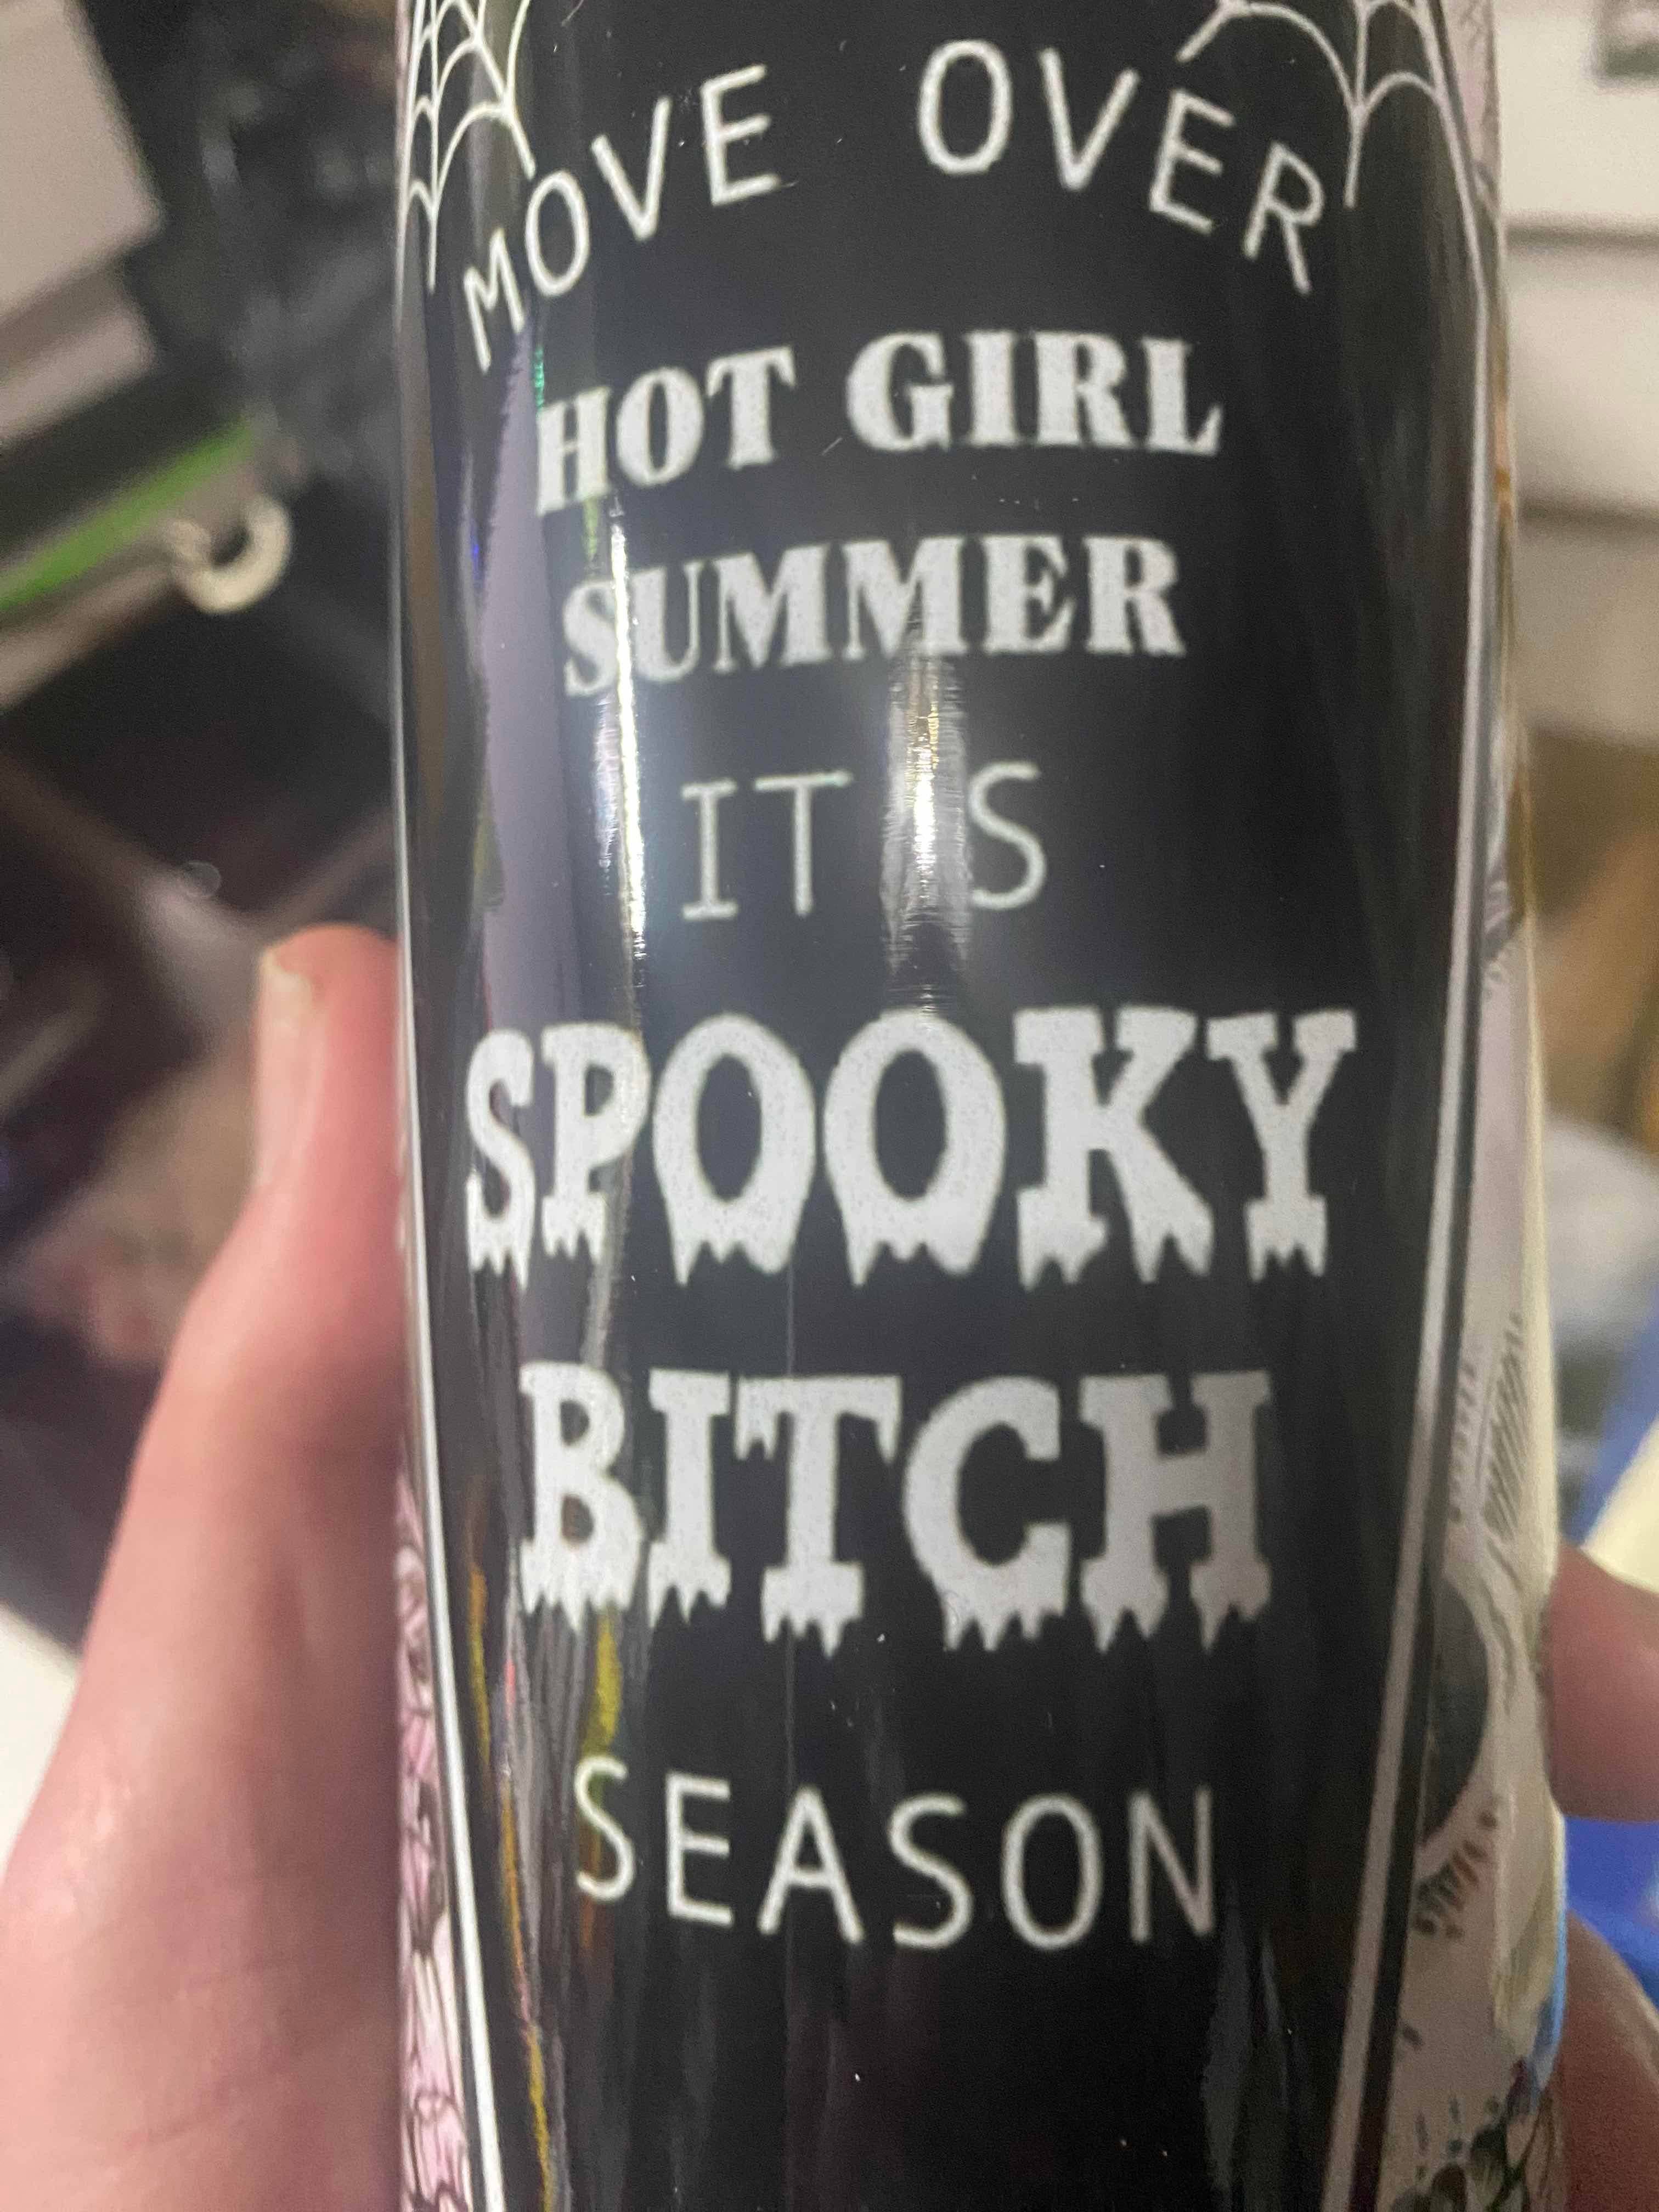 MOVE OVER
HOT GIRL
SUMMER
IT'S
SPOOKY
BITCH
SEASON